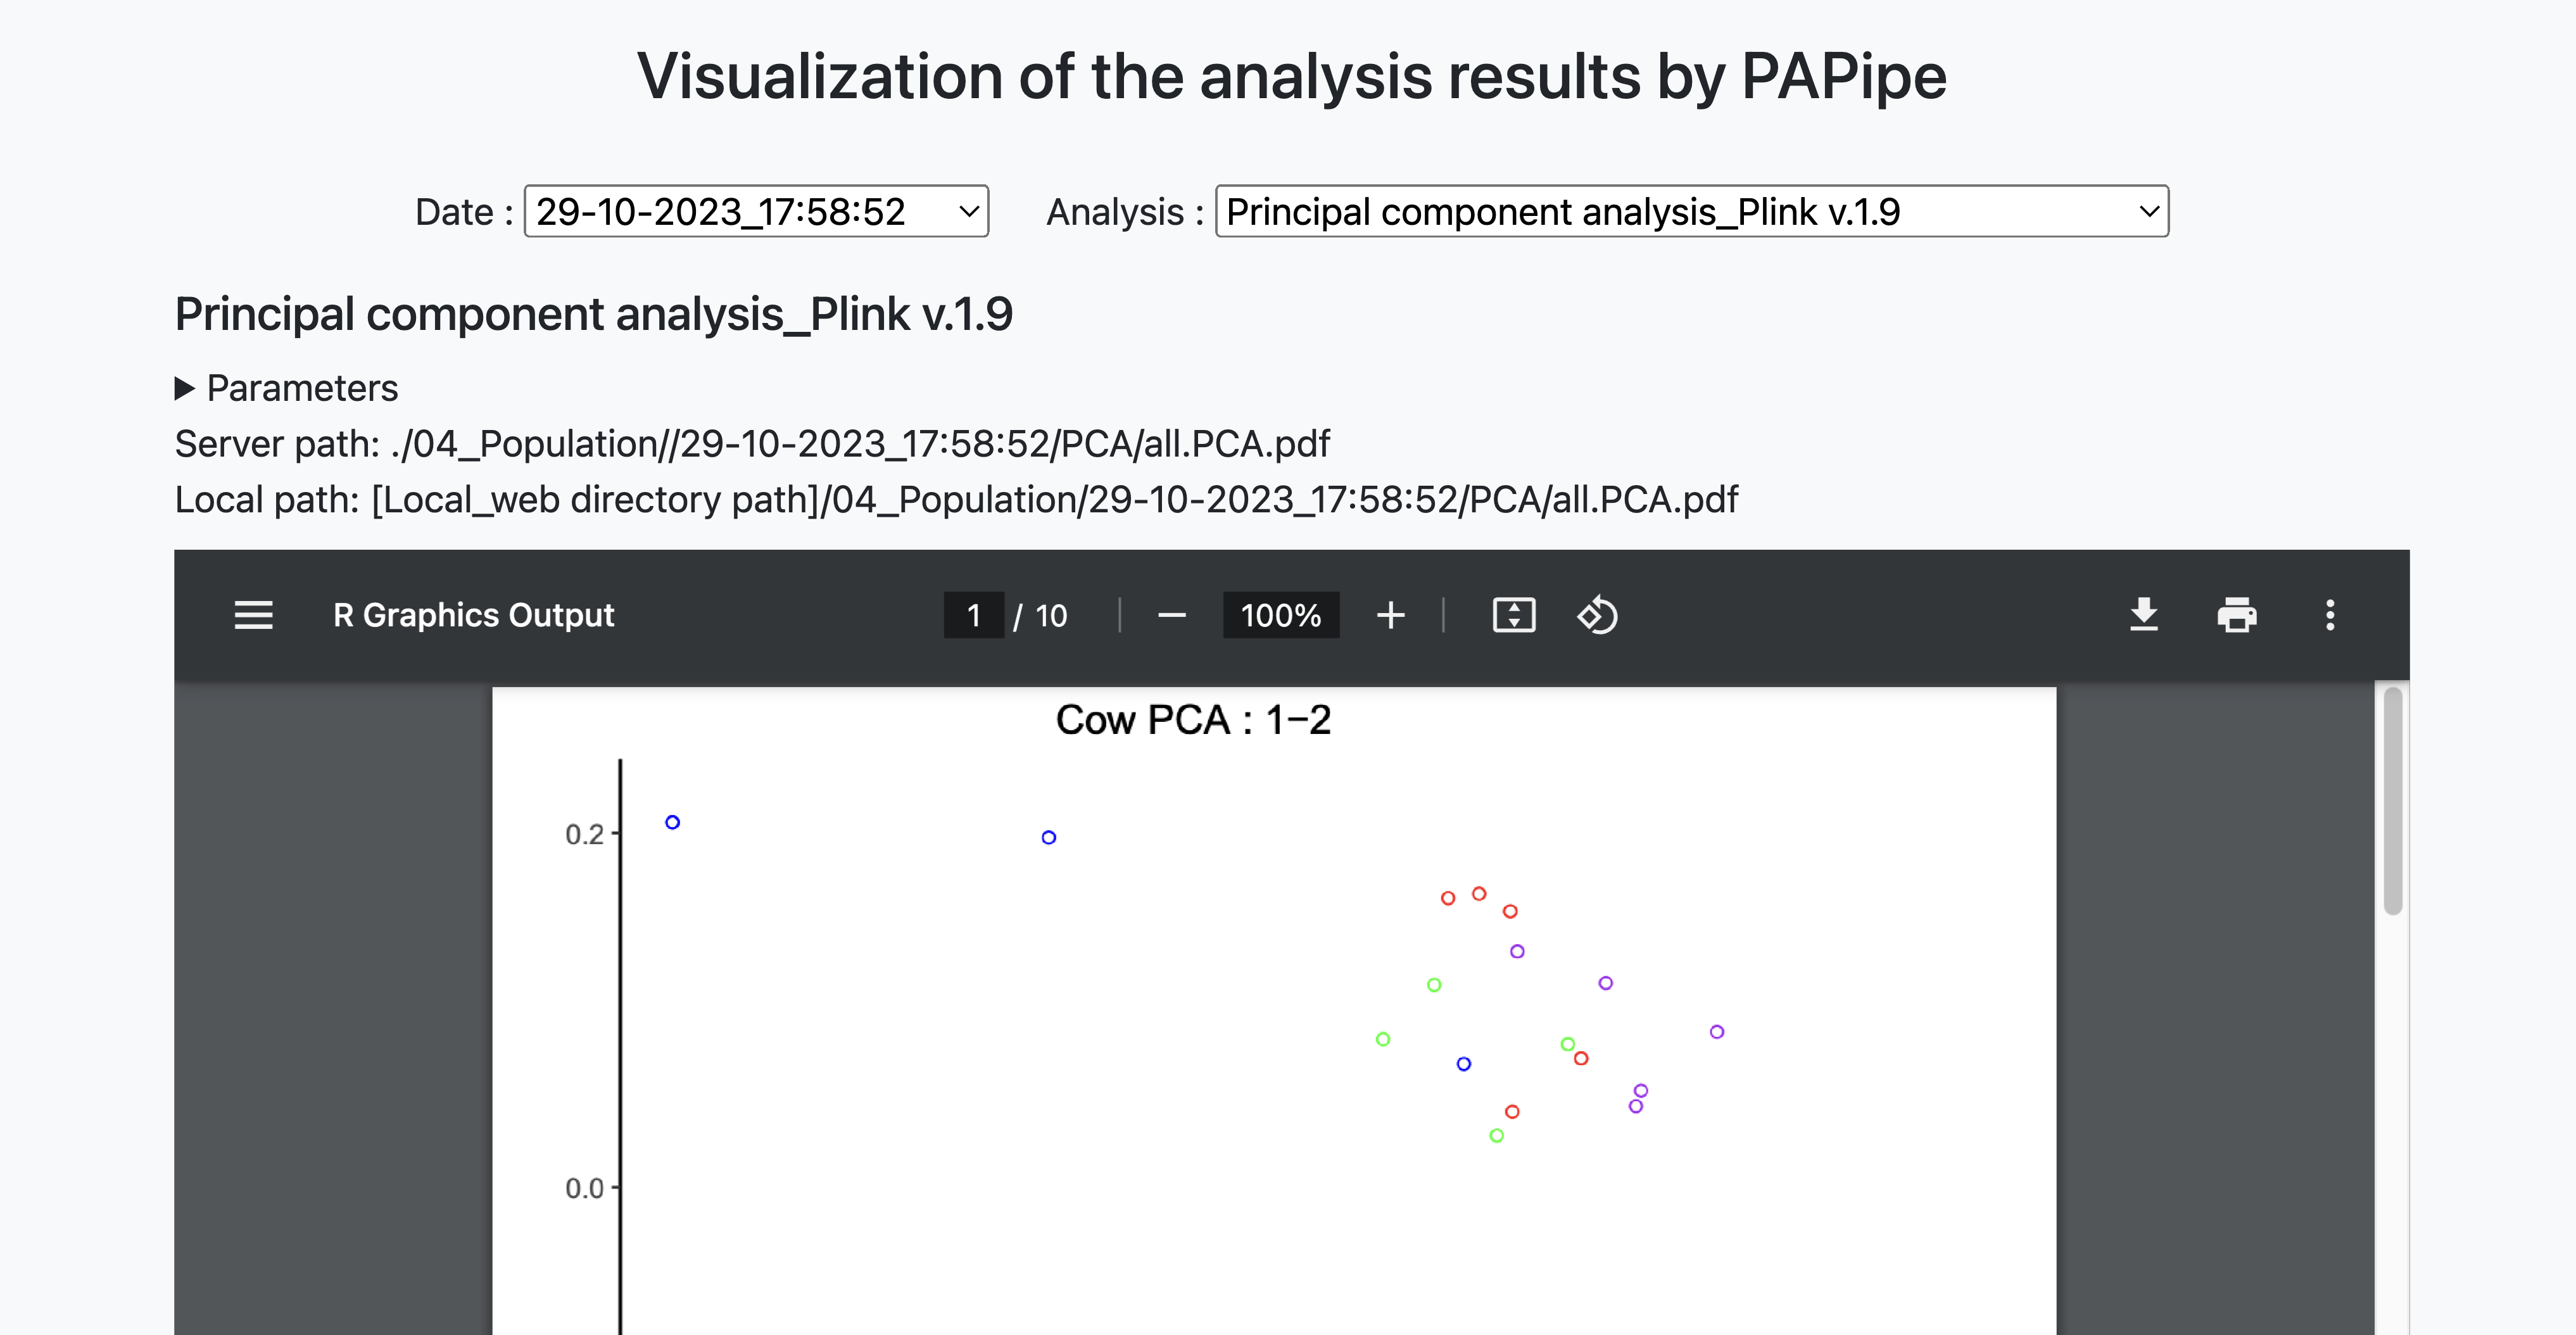 Visualization of the analysis results by PAPipe
Date : 29-10-2023_17:58:52 Analysis : Principal component analysis_Plink v.1.9
Principal component analysis_Plink v.1.9
Parameters
Server path: ./04_Population//29-10-2023_17:58:52/PCA/all.PCA.pdf
Local path: [Local_web directory path]/04_Population/29-10-2023_17:58:52/PCA/all.PCA.pdf
R Graphics Output 1 / 10 100%
Cow PCA : 1−2
0.2
0.0